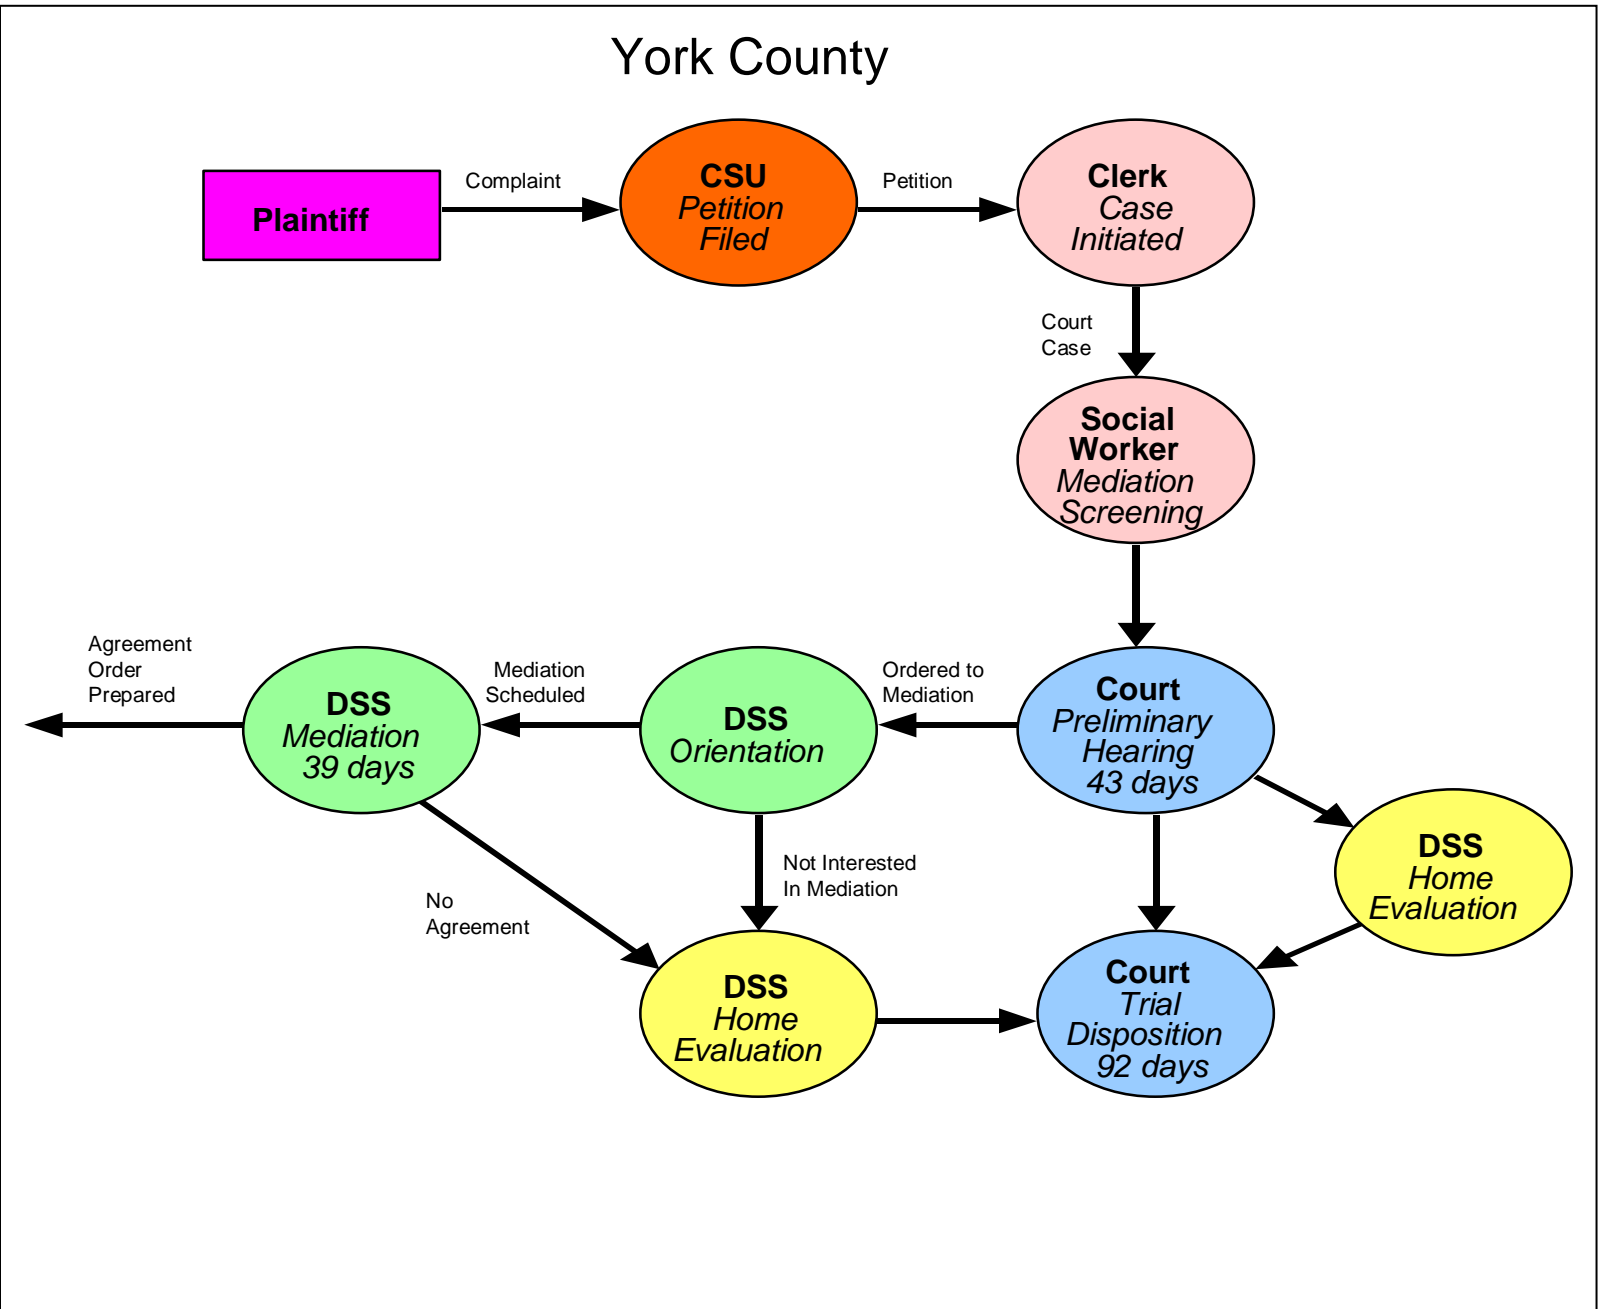 York County
Plaintiff
Complaint
CSU
Petition
Filed
Petition
Clerk
Case
Initiated
Court
Case
Social
Worker
Mediation
Screening
Agreement
Order
Prepared
DSS
Mediation
39 days
Mediation
Scheduled
DSS
Orientation
Ordered to
Mediation
Court
Preliminary
Hearing
43 days
DSS
Home
Evaluation
No
Agreement
Not Interested
In Mediation
DSS
Home
Evaluation
Court
Trial
Disposition
92 days